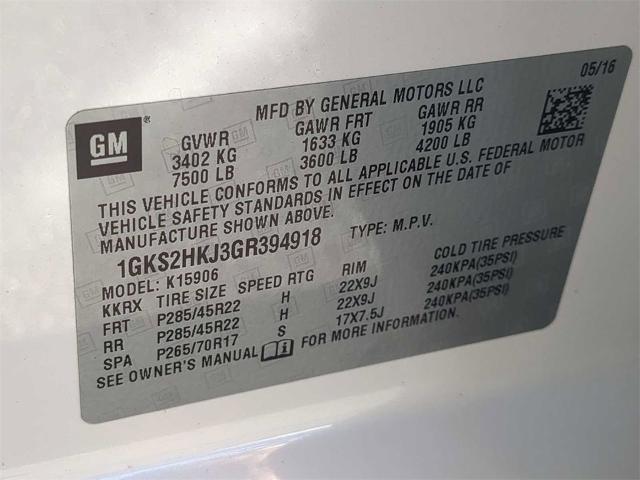 05/16
MFD BY GENERAL MOTORS LLC
GM ®
GVWR GAWR FRT GAWR RR
3402 KG 1633 KG 1905 KG
7500 LB 3600 LB 4200 LB
THIS VEHICLE CONFORMS TO ALL APPLICABLE U.S. FEDERAL MOTOR
VEHICLE SAFETY STANDARDS IN EFFECT ON THE DATE OF
MANUFACTURE SHOWN ABOVE.
1GKS2HKJ3GR394918 TYPE: M.P.V.
MODEL: K15906
KKRX TIRE SIZE SPEED RTG RIM COLD TIRE PRESSURE
FRT P285/45R22 H 22X9J 240KPA(35PSI)
RR P285/45R22 H 22X9J 240KPA(35PSI)
SPA P265/70R17 S 17X7.5J 240KPA(35PSI)
SEE OWNER'S MANUAL FOR MORE INFORMATION.